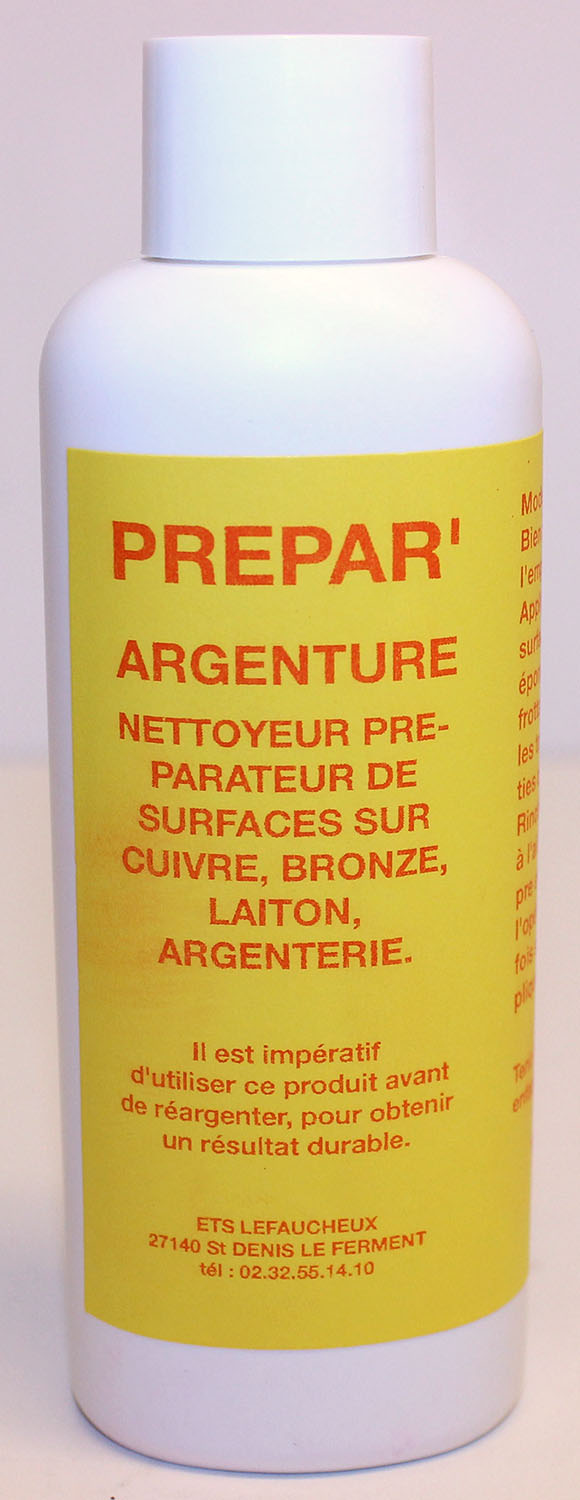 PREPAR'
ARGENTURE
NETTOYEUR PRE-
PARATEUR DE
SURFACES SUR
CUIVRE, BRONZE,
LAITON,
ARGENTERIE.
Il est impératif
d'utiliser ce produit avant
de réargenter, pour obtenir
un résultat durable.
ETS LEFAUCHEUX
27140 St DENIS LE FERMENT
tél : 02.32.55.14.10